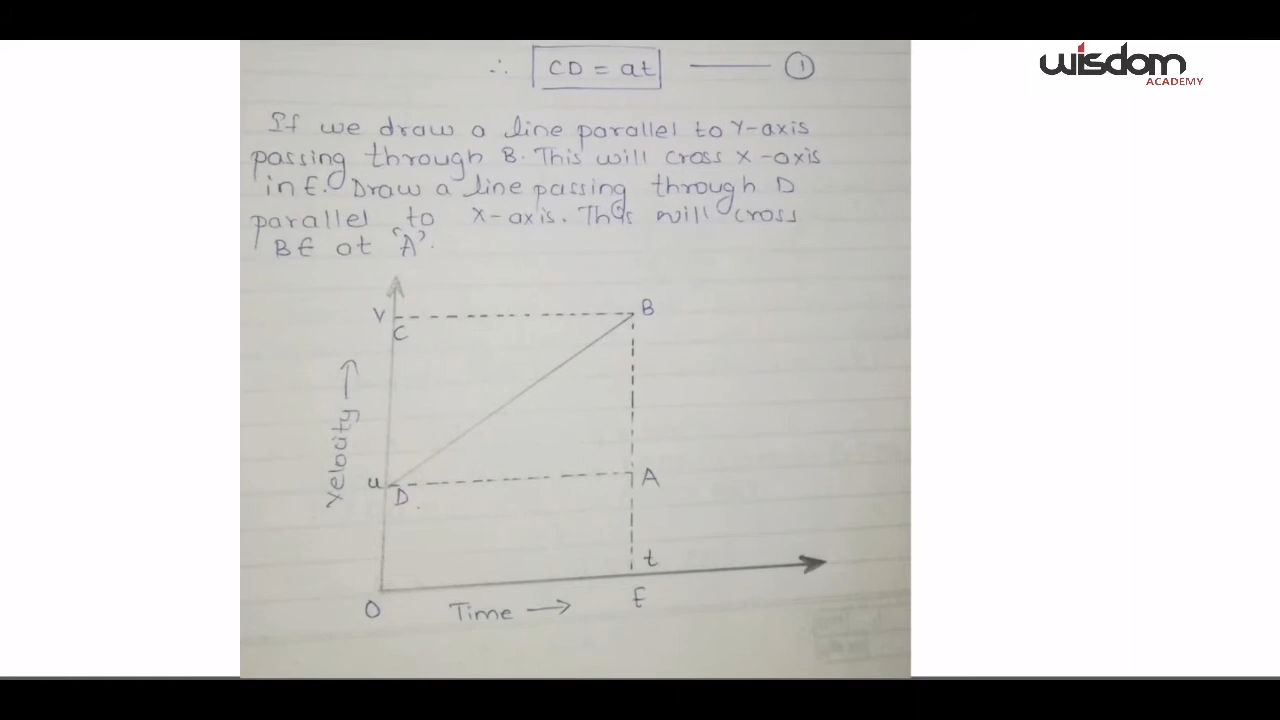 wisdom
ACADEMY
∴ CD = at ——— ①
If we draw a line parallel to Y-axis
passing through B. This will cross X-axis
in E. Draw a line passing through D
parallel to X-axis. This will cross
BE at 'A'.
V
C
B
Velocity →
u
D
A
t
O
Time →
E